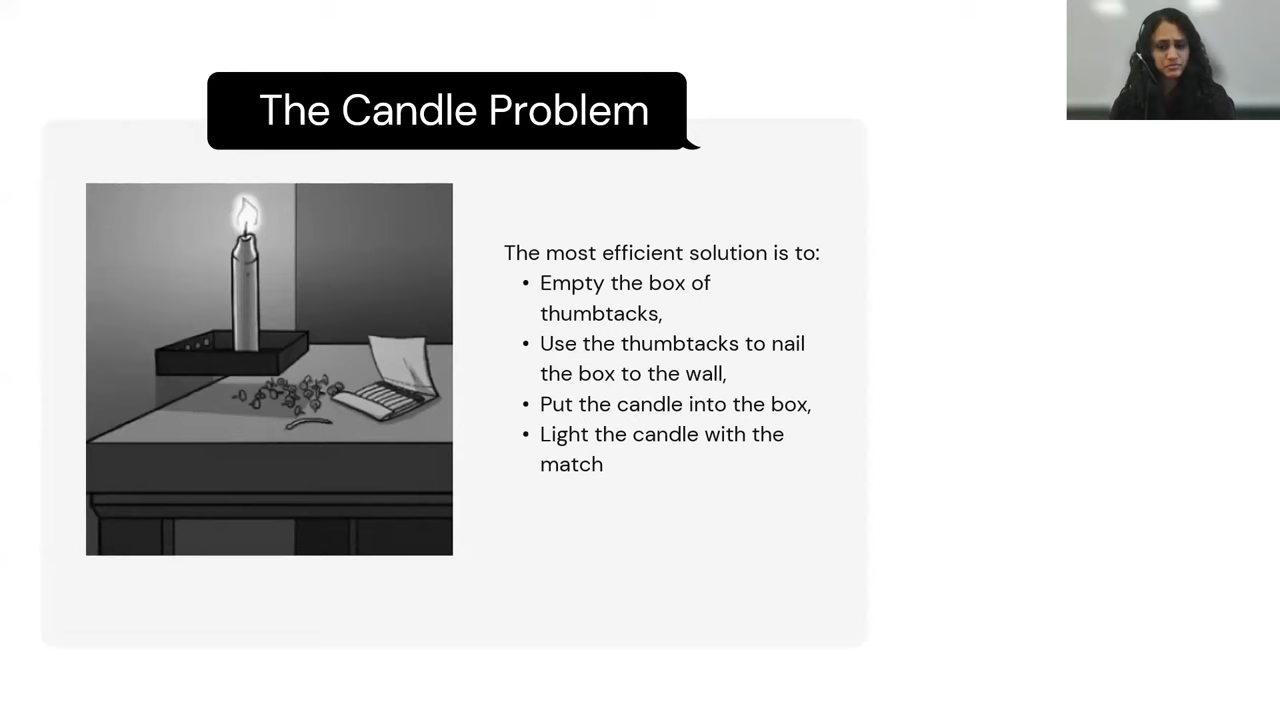 The Candle Problem
The most efficient solution is to:
• Empty the box of
thumbtacks,
• Use the thumbtacks to nail
the box to the wall,
• Put the candle into the box,
• Light the candle with the
match